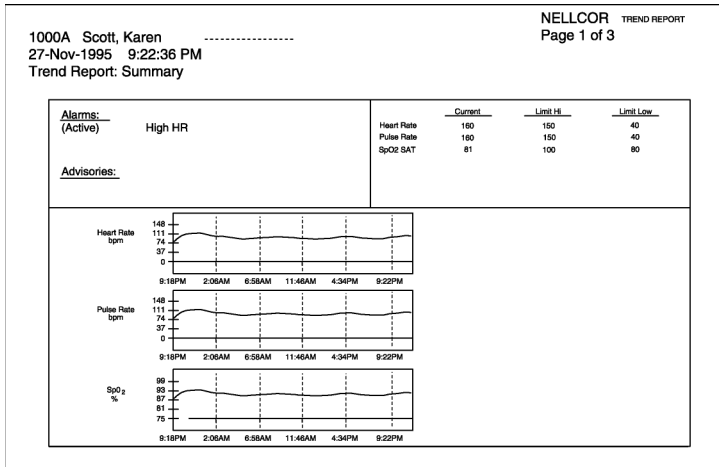 NELLCOR TREND REPORT
1000A Scott, Karen -----------------
Page 1 of 3
27-Nov-1995 9:22:36 PM
Trend Report: Summary
Alarms:
(Active) High HR
Advisories:
Current Limit Hi Limit Low
Heart Rate 160 150 40
Pulse Rate 160 150 40
SpO2 SAT 81 100 80
Heart Rate
bpm
148
111
74
37
0
9:18PM 2:06AM 6:58AM 11:46AM 4:34PM 9:22PM
Pulse Rate
bpm
148
111
74
37
0
9:18PM 2:06AM 6:58AM 11:46AM 4:34PM 9:22PM
Sp02
%
99
93
87
81
75
9:18PM 2:06AM 6:58AM 11:46AM 4:34PM 9:22PM